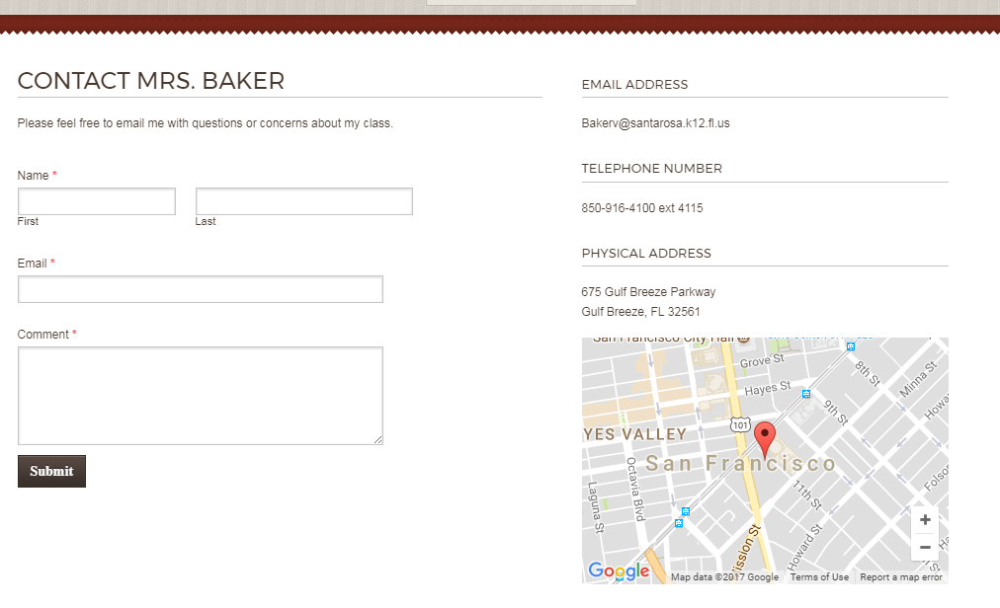 CONTACT MRS. BAKER
Please feel free to email me with questions or concerns about my class.
Name *
First
Last
Email *
Comment *
Submit
EMAIL ADDRESS
Bakerv@santarosa.k12.fl.us
TELEPHONE NUMBER
850-916-4100 ext 4115
PHYSICAL ADDRESS
675 Gulf Breeze Parkway
Gulf Breeze, FL 32561
San Francisco City Hall
Grove St
Hayes St
8th St
Minna St
9th St
Howa
101
YES VALLEY
San Francisco
Octavia Blvd
Laguna St
11th St
Folso
Howard St
ission St
+
−
Google
Map data ©2017 Google
Terms of Use
Report a map error